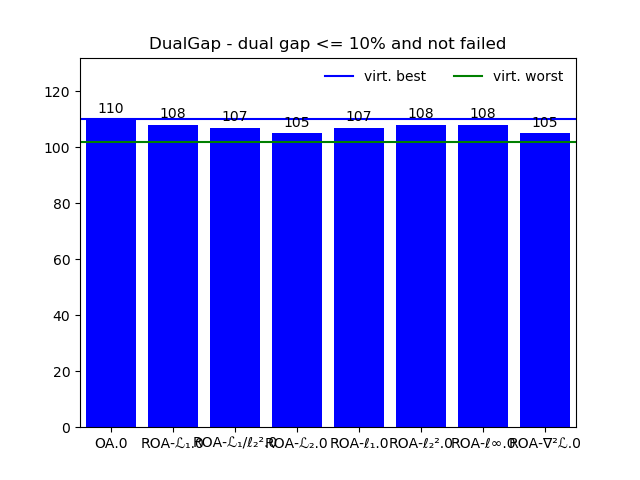 DualGap - dual gap <= 10% and not failed
virt. best virt. worst
120
100
80
60
40
20
0
110 108 107 105 107 108 108 105
OA.0 ROA-ℒ₁.0 ROA-ℒ₁/ℓ₂².0 ROA-ℒ₂.0 ROA-ℓ₁.0 ROA-ℓ₂².0 ROA-ℓ∞.0 ROA-∇²ℒ.0